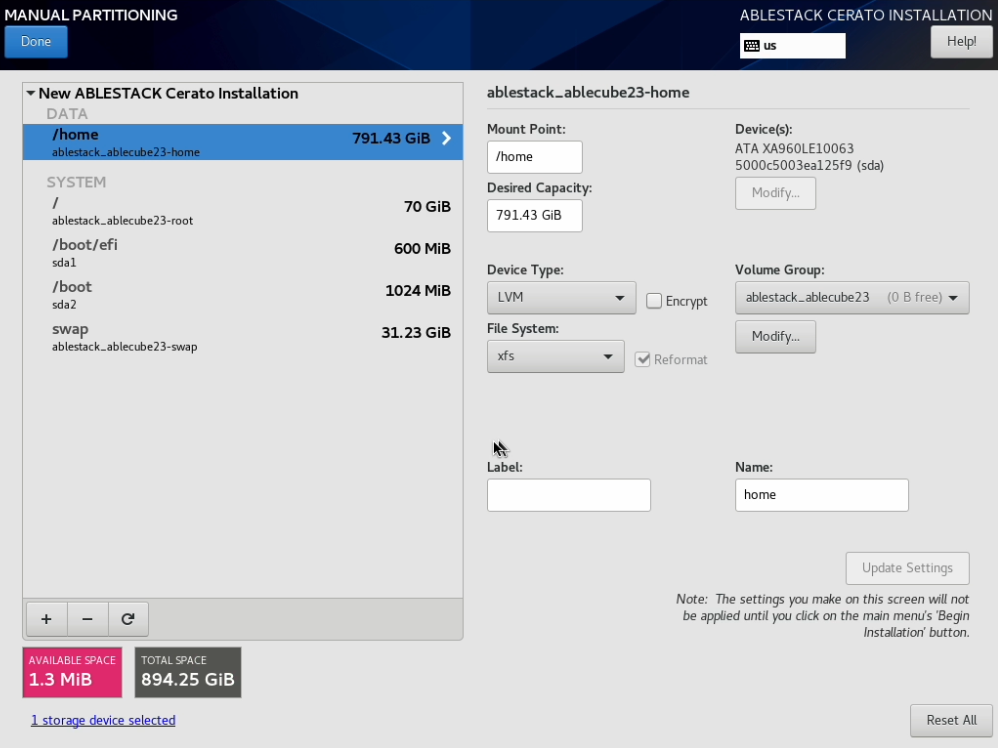 MANUAL PARTITIONING
ABLESTACK CERATO INSTALLATION
Done
us
Help!
New ABLESTACK Cerato Installation
DATA
/home
791.43 GiB
ablestack_ablecube23-home
SYSTEM
/
70 GiB
ablestack_ablecube23-root
/boot/efi
600 MiB
sda1
/boot
1024 MiB
sda2
swap
31.23 GiB
ablestack_ablecube23-swap
+ −
AVAILABLE SPACE
1.3 MiB
TOTAL SPACE
894.25 GiB
1 storage device selected
ablestack_ablecube23-home
Mount Point:
/home
Desired Capacity:
791.43 GiB
Device(s):
ATA XA960LE10063
5000c5003ea125f9 (sda)
Modify...
Device Type:
LVM
Encrypt
File System:
xfs
Reformat
Volume Group:
ablestack_ablecube23 (0 B free)
Modify...
Label:
Name:
home
Update Settings
Note: The settings you make on this screen will not
be applied until you click on the main menu's 'Begin
Installation' button.
Reset All